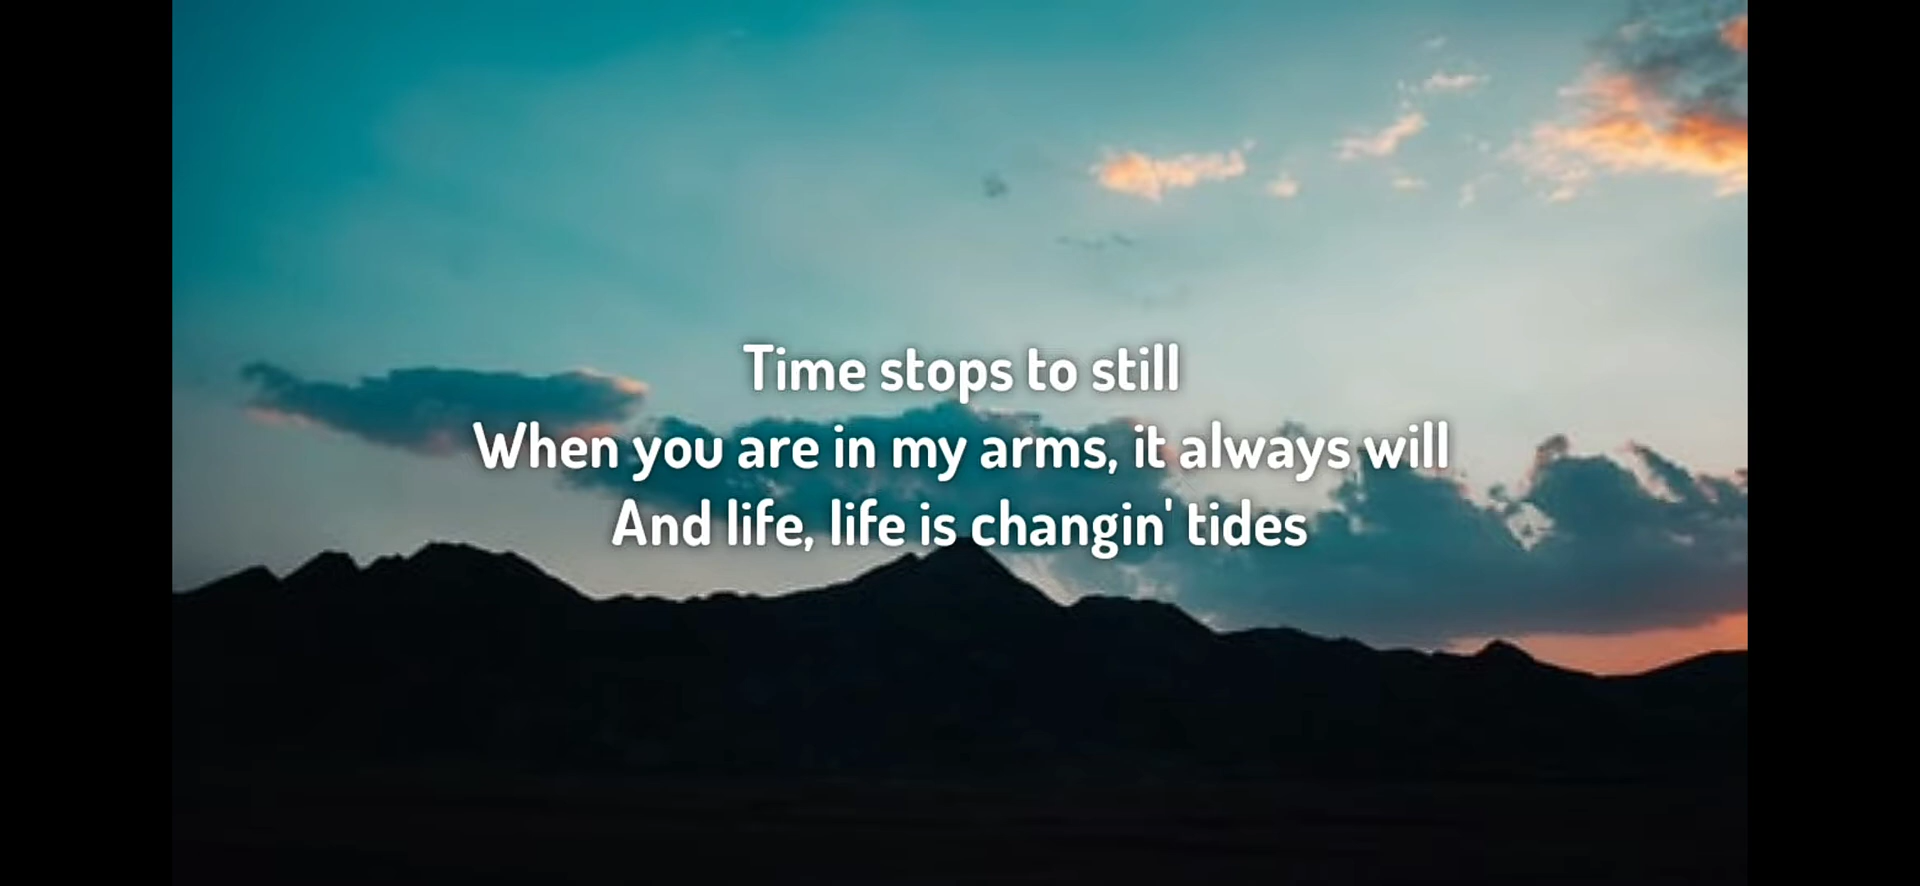 Time stops to still
When you are in my arms, it always will
And life, life is changin' tides